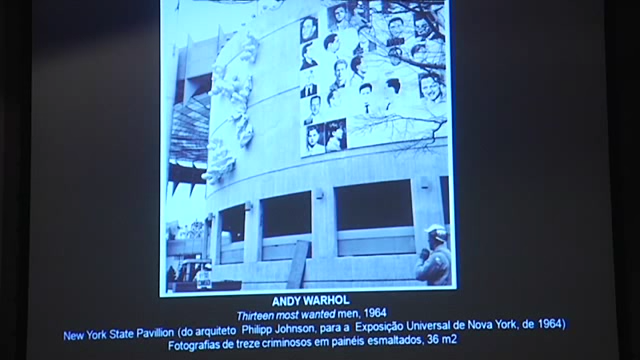 ANDY WARHOL
Thirteen most wanted men, 1964
New York State Pavillion (do arquiteto Philipp Johnson, para a Exposição Universal de Nova York, de 1964)
Fotografias de treze criminosos em painéis esmaltados, 36 m2